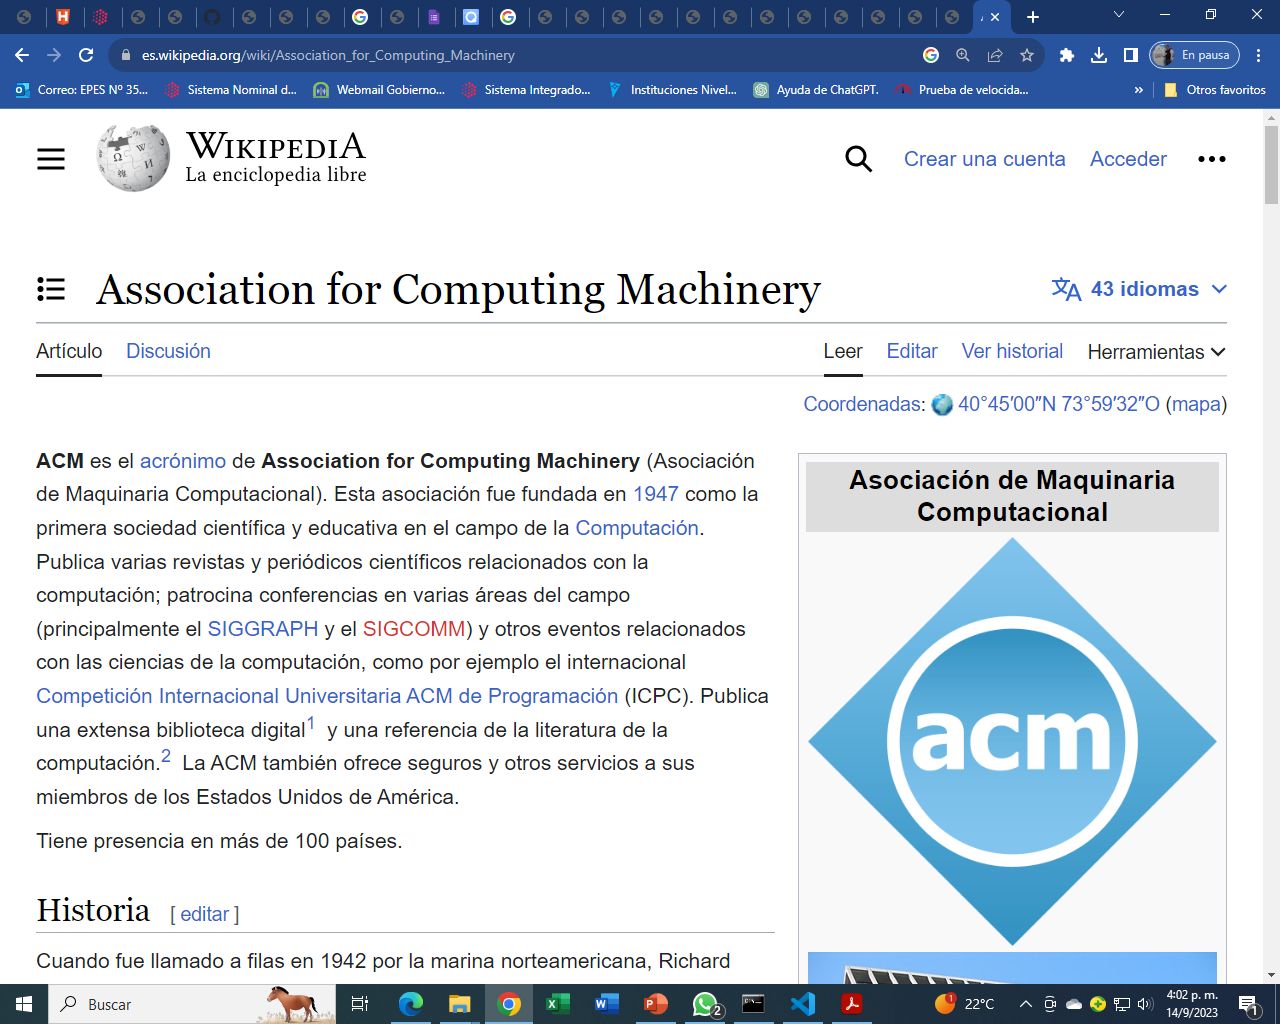 es.wikipedia.org/wiki/Association_for_Computing_Machinery
En pausa
Correo: EPES Nº 35...
Sistema Nominal d...
Webmail Gobierno...
Sistema Integrado...
Instituciones Nivel...
Ayuda de ChatGPT.
Prueba de velocida...
»
Otros favoritos
WIKIPEDIA
La enciclopedia libre
Crear una cuenta
Acceder
Association for Computing Machinery
43 idiomas
Artículo
Discusión
Leer
Editar
Ver historial
Herramientas
Coordenadas: 40°45′00″N 73°59′32″O (mapa)
ACM es el acrónimo de Association for Computing Machinery (Asociación
de Maquinaria Computacional). Esta asociación fue fundada en 1947 como la
primera sociedad científica y educativa en el campo de la Computación.
Publica varias revistas y periódicos científicos relacionados con la
computación; patrocina conferencias en varias áreas del campo
(principalmente el SIGGRAPH y el SIGCOMM) y otros eventos relacionados
con las ciencias de la computación, como por ejemplo el internacional
Competición Internacional Universitaria ACM de Programación (ICPC). Publica
una extensa biblioteca digital1 y una referencia de la literatura de la
computación.2 La ACM también ofrece seguros y otros servicios a sus
miembros de los Estados Unidos de América.
Tiene presencia en más de 100 países.
Historia [ editar ]
Cuando fue llamado a filas en 1942 por la marina norteamericana, Richard
Asociación de Maquinaria
Computacional
acm
Buscar
2
1
22°C
4:02 p. m.
14/9/2023
1